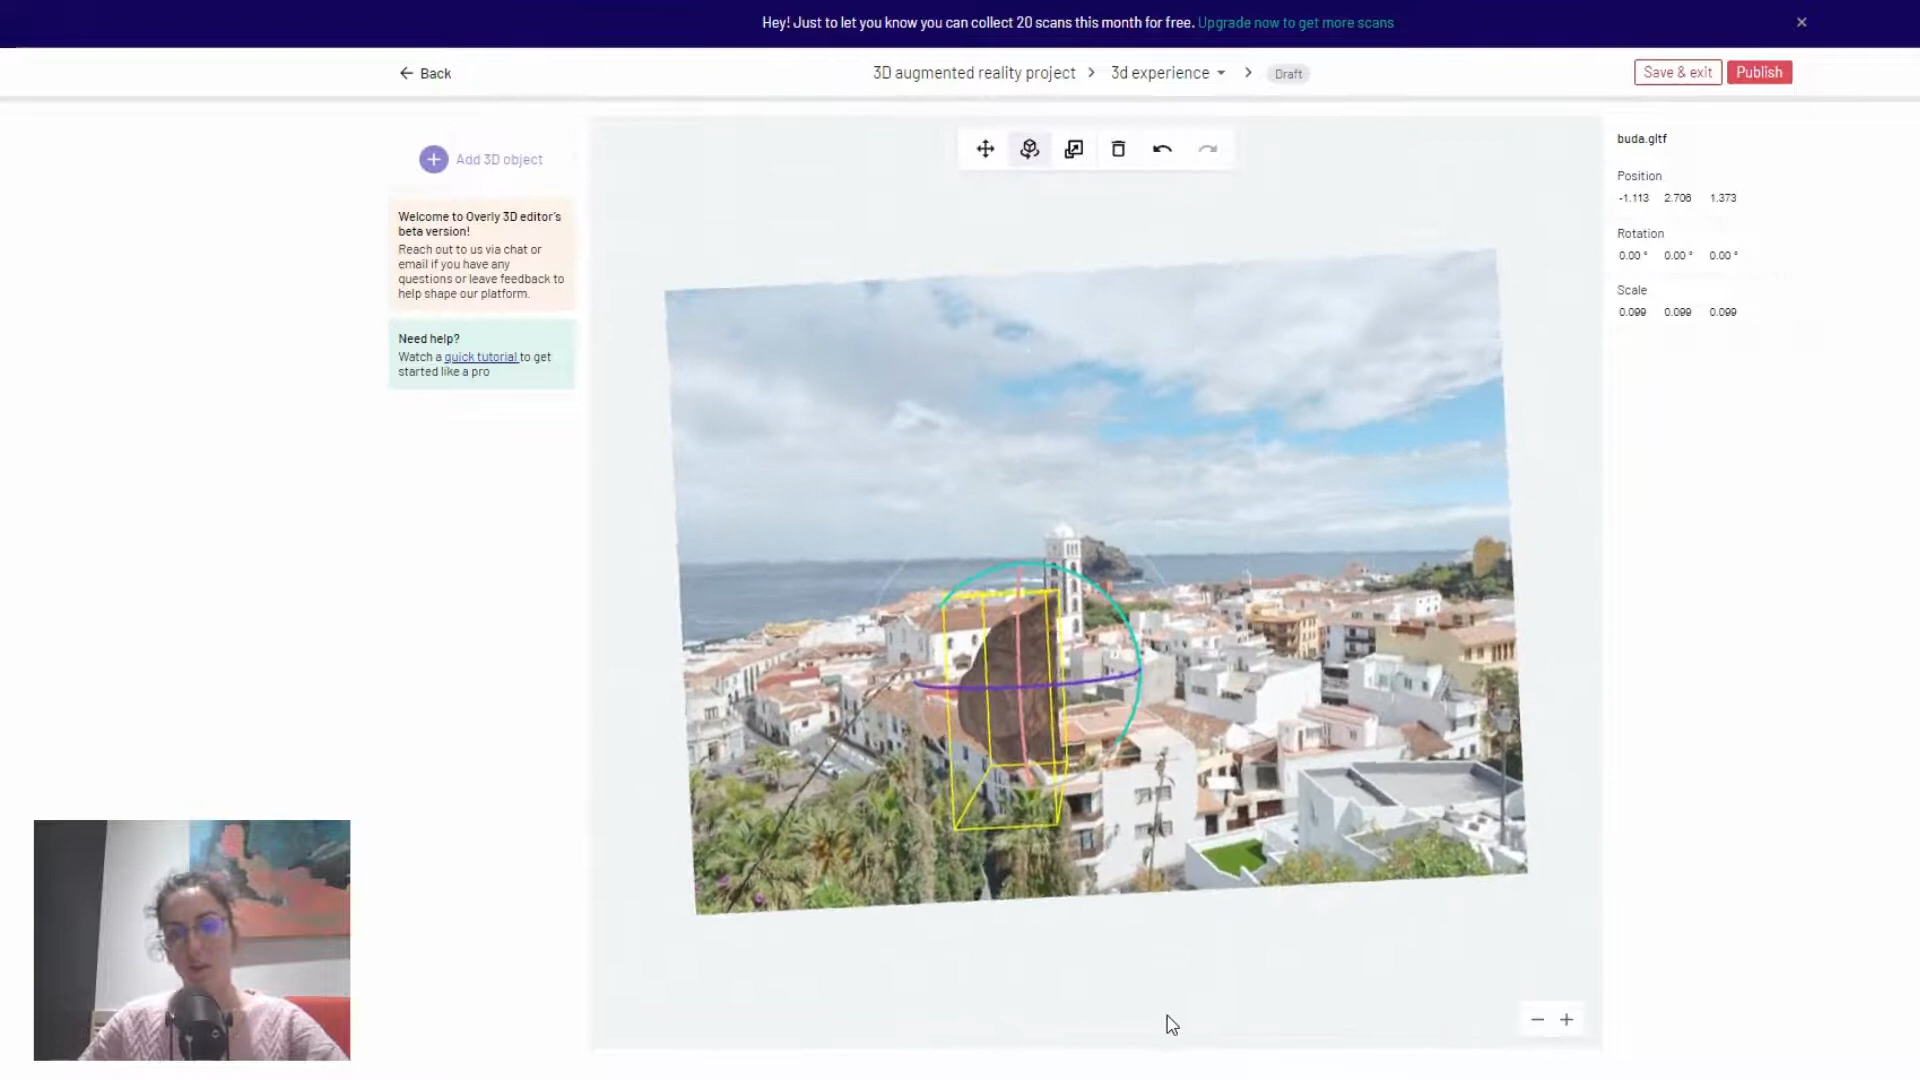 Hey! Just to let you know you can collect 20 scans this month for free. Upgrade now to get more scans
Back
3D augmented reality project
3d experience
Draft
Save & exit
Publish
Add 3D object
Welcome to Overly 3D editor's
beta version!
Reach out to us via chat or
email if you have any
questions or leave feedback to
help shape our platform.
Need help?
Watch a quick tutorial to get
started like a pro
buda.gltf
Position
-1.113 2.706 1.373
Rotation
0.00 ° 0.00 ° 0.00 °
Scale
0.099 0.099 0.099